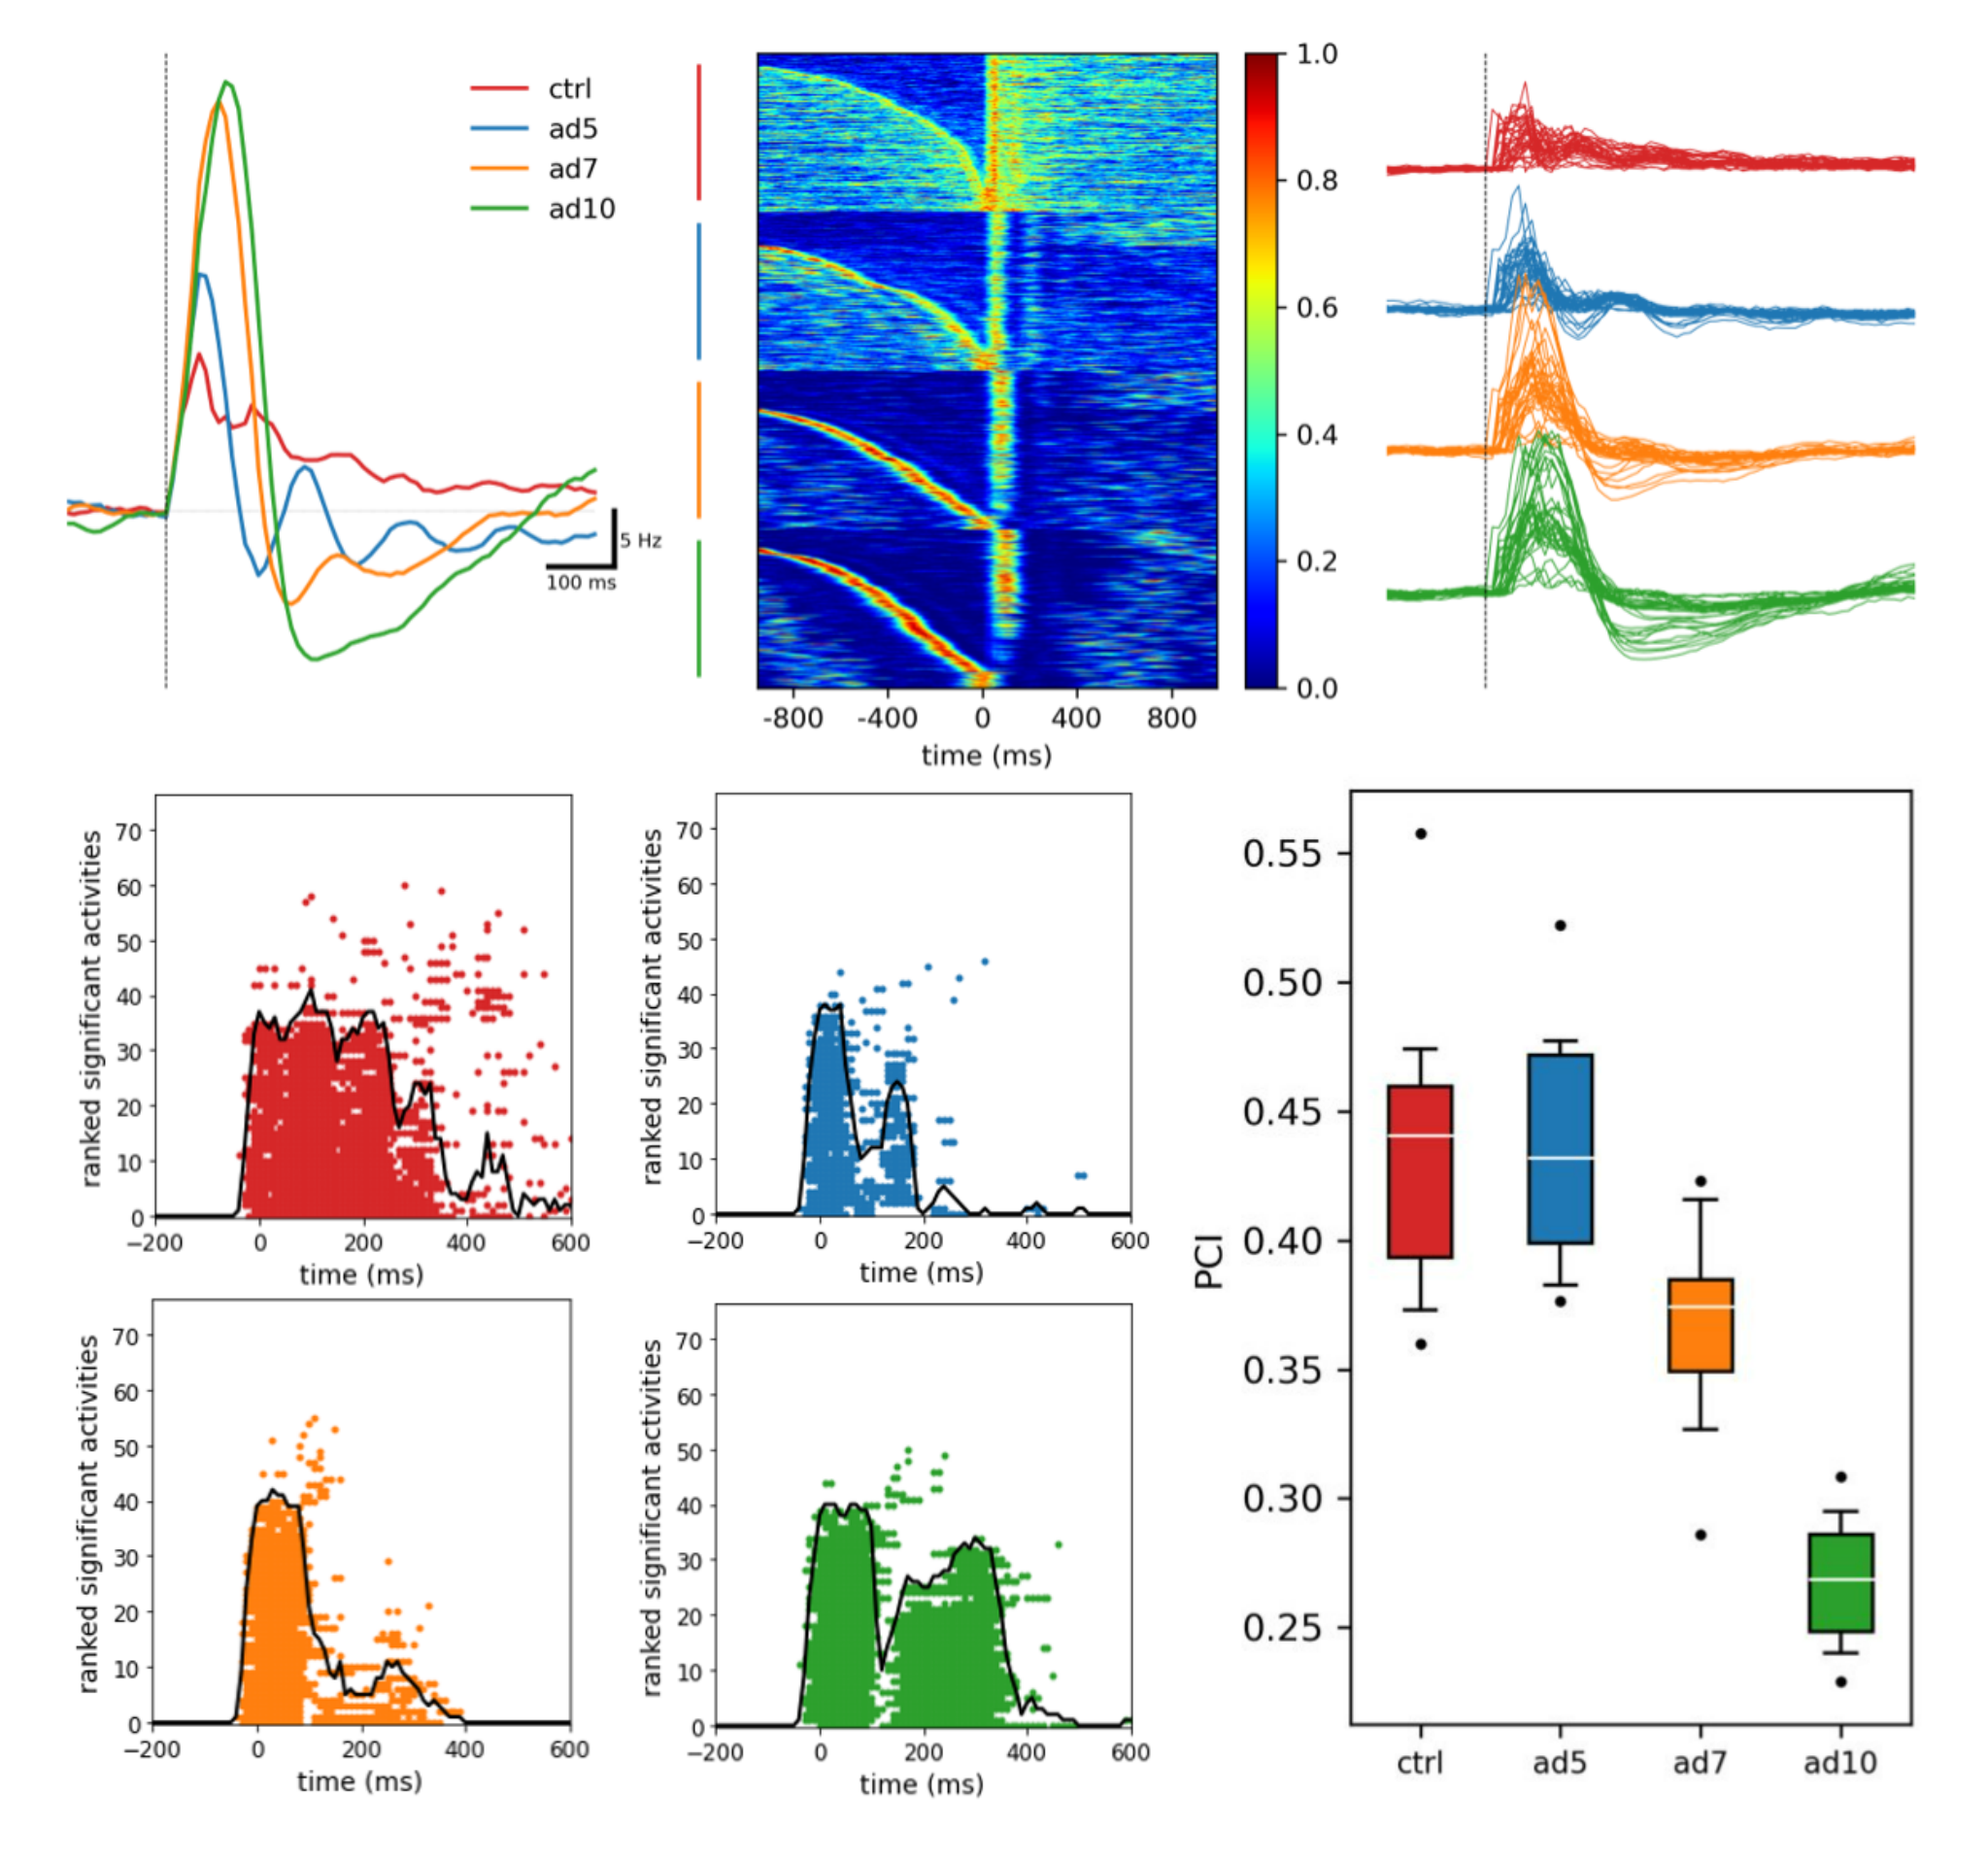 ctrl
ad5
ad7
ad10
5 Hz
100 ms
1.0
0.8
0.6
0.4
0.2
0.0
-800 -400 0 400 800
time (ms)
ranked significant activities
70
60
50
40
30
20
10
0
−200 0 200 400 600
time (ms)
ranked significant activities
70
60
50
40
30
20
10
0
−200 0 200 400 600
time (ms)
ranked significant activities
70
60
50
40
30
20
10
0
−200 0 200 400 600
time (ms)
ranked significant activities
70
60
50
40
30
20
10
0
−200 0 200 400 600
time (ms)
PCI
0.55
0.50
0.45
0.40
0.35
0.30
0.25
ctrl ad5 ad7 ad10